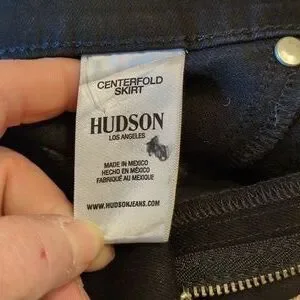 CENTERFOLD
SKIRT
HUDSON
LOS ANGELES
MADE IN MEXICO
HECHO EN MÉXICO
FABRIQUÉ AU MEXIQUE
WWW.HUDSONJEANS.COM